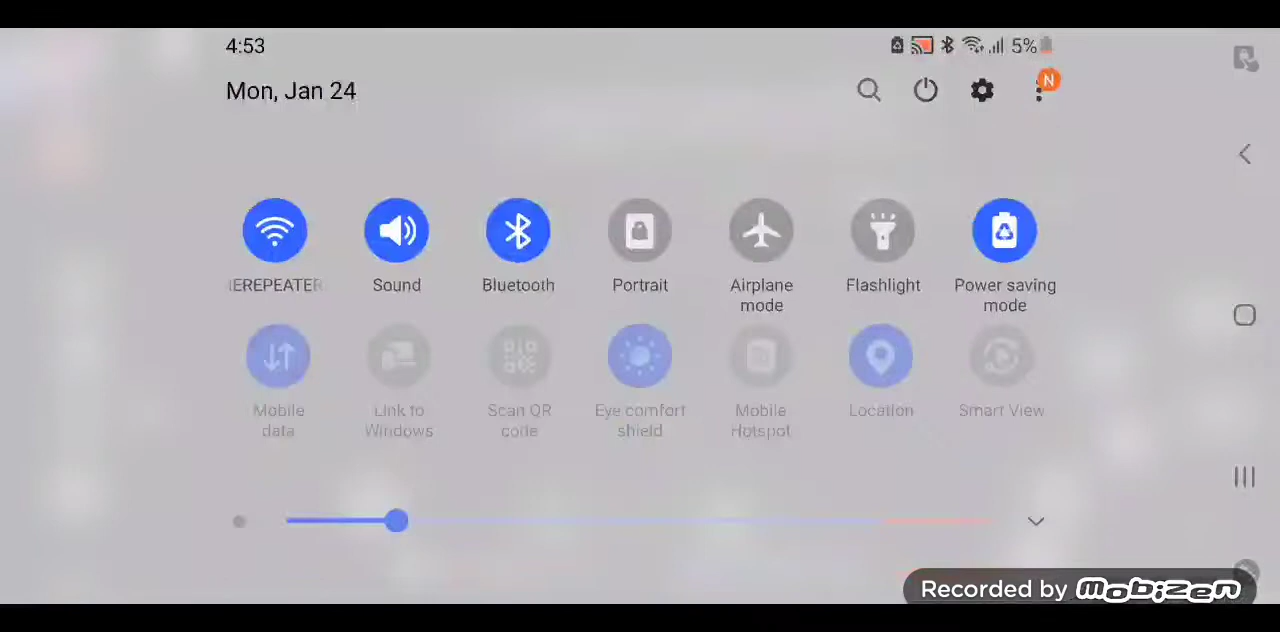 4:53
5%
Mon, Jan 24
N
Sound
Bluetooth
Portrait
Airplane
mode
Flashlight
Power saving
mode
Mobile
data
Link to
Windows
Scan QR
code
Eye comfort
shield
Mobile
Hotspot
Location
Smart View
Recorded by MOBIZEN